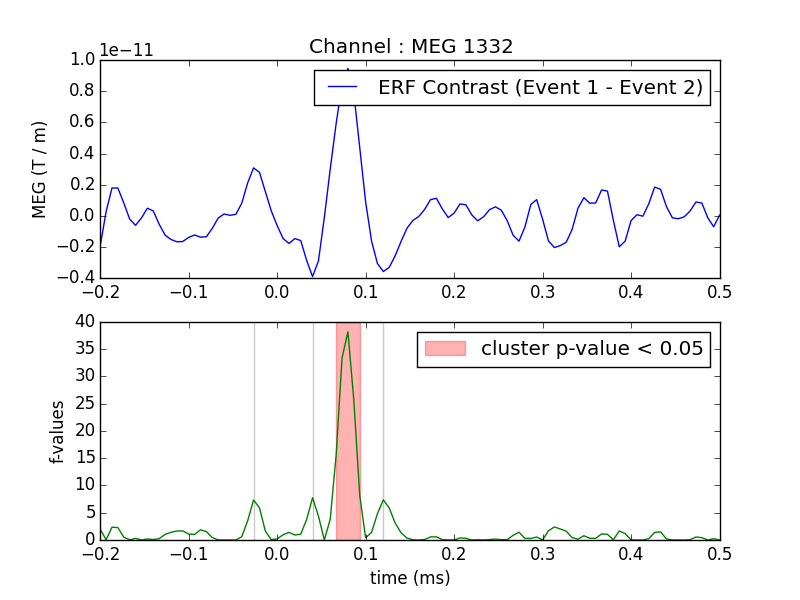 Channel : MEG 1332
1e−11
ERF Contrast (Event 1 - Event 2)
MEG (T / m)
1.0
0.8
0.6
0.4
0.2
0.0
−0.2
−0.4
−0.2 −0.1 0.0 0.1 0.2 0.3 0.4 0.5
cluster p-value < 0.05
f-values
40
35
30
25
20
15
10
5
0
−0.2 −0.1 0.0 0.1 0.2 0.3 0.4 0.5
time (ms)